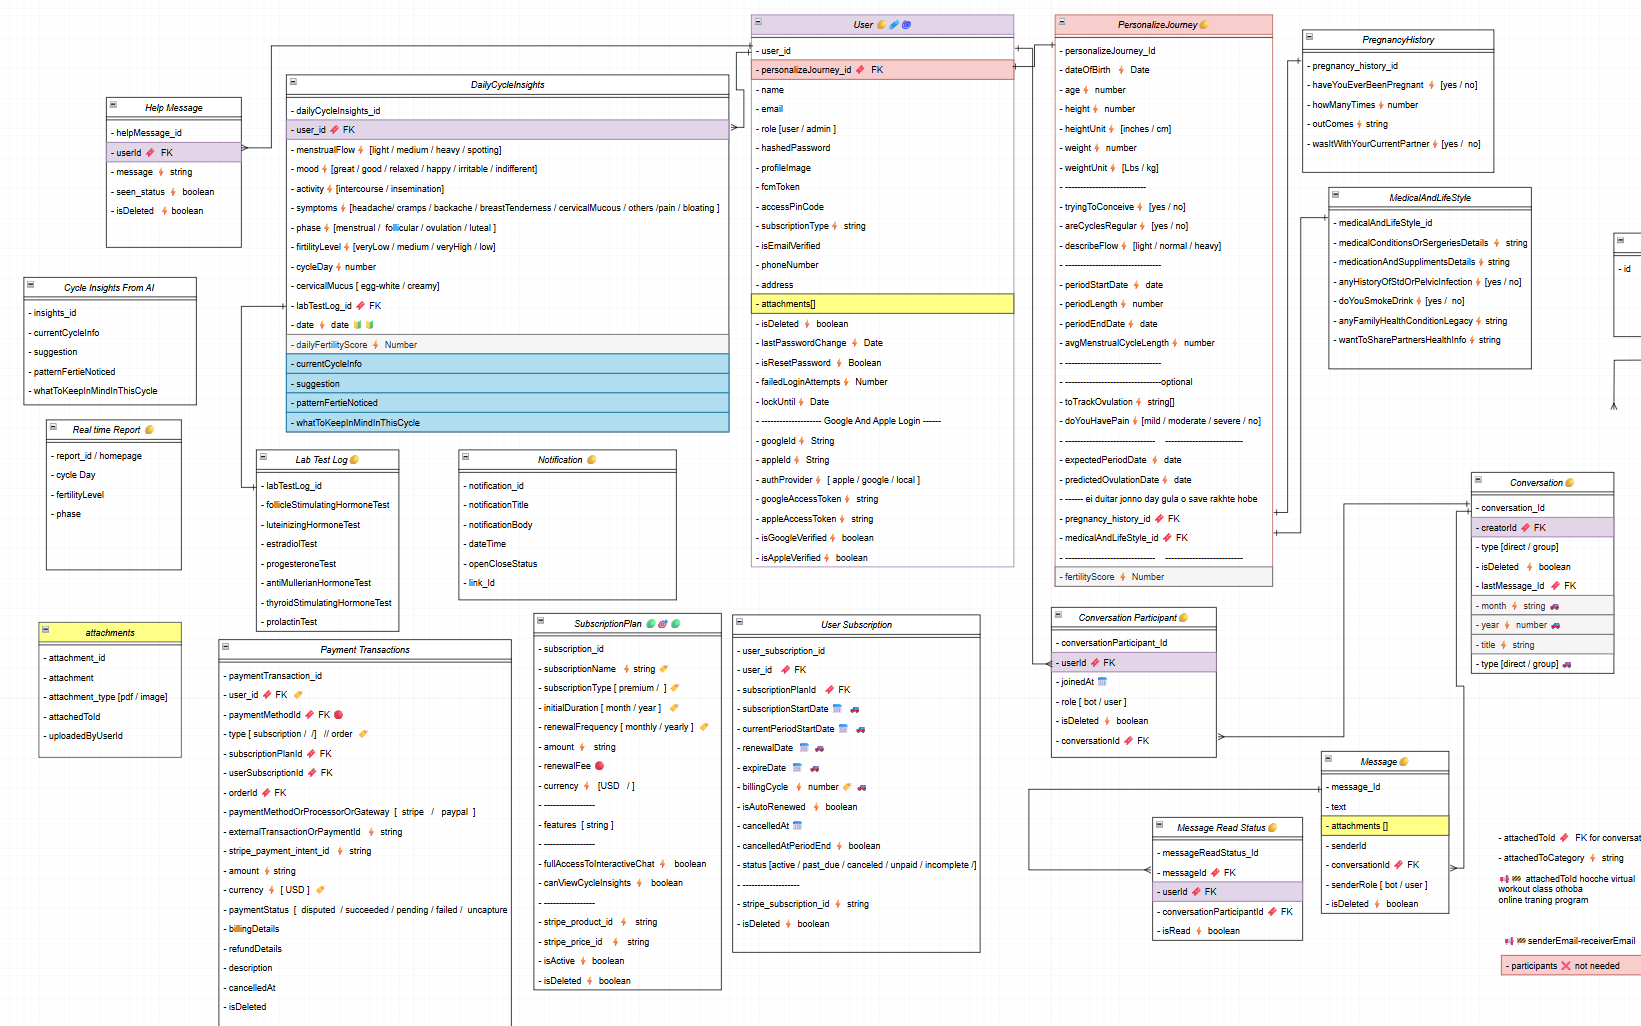 User
- user_id
- personalizeJourney_id FK
- name
- email
- role [user / admin ]
- hashedPassword
- profileImage
- fcmToken
- accessPinCode
- subscriptionType string
- isEmailVerified
- phoneNumber
- address
- attachments[]
- isDeleted boolean
- lastPasswordChange Date
- isResetPassword Boolean
- failedLoginAttempts Number
- lockUntil Date
- -------------------- Google And Apple Login ------
- googleId String
- appleId String
- authProvider [ apple / google / local ]
- googleAccessToken string
- appleAccessToken string
- isGoogleVerified boolean
- isAppleVerified boolean
PersonalizeJourney
- personalizeJourney_Id
- dateOfBirth Date
- age number
- height number
- heightUnit [inches / cm]
- weight number
- weightUnit [Lbs / kg]
- ---------------------------
- tryingToConceive [yes / no]
- areCyclesRegular [yes / no]
- describeFlow [light / normal / heavy]
- --------------------------------
- periodStartDate date
- periodLength number
- periodEndDate date
- avgMenstrualCycleLength number
- --------------------------------
- --------------------------------optional
- toTrackOvulation string[]
- doYouHavePain [mild / moderate / severe / no]
- ------------------------------ --------------------------
- expectedPeriodDate date
- predictedOvulationDate date
- ------ ei duitar jonno day gula o save rakhte hobe
- pregnancy_history_id FK
- medicalAndLifeStyle_id FK
- ------------------------------ --------------------------
- fertilityScore Number
PregnancyHistory
- pregnancy_history_id
- haveYouEverBeenPregnant [yes / no]
- howManyTimes number
- outComes string
- wasItWithYourCurrentPartner [yes / no]
MedicalAndLifeStyle
- medicalAndLifeStyle_id
- medicalConditionsOrSergeriesDetails string
- medicationAndSupplimentsDetails string
- anyHistoryOfStdOrPelvicInfection [yes / no]
- doYouSmokeDrink [yes / no]
- anyFamilyHealthConditionLegacy string
- wantToSharePartnersHealthInfo string
- id
DailyCycleInsights
- dailyCycleInsights_id
- user_id FK
- menstrualFlow [light / medium / heavy / spotting]
- mood [great / good / relaxed / happy / irritable / indifferent]
- activity [intercourse / insemination]
- symptoms [headache/ cramps / backache / breastTenderness / cervicalMucous / others /pain / bloating ]
- phase [menstrual / follicular / ovulation / luteal ]
- firtilityLevel [veryLow / medium / veryHigh / low]
- cycleDay number
- cervicalMucus [ egg-white / creamy]
- labTestLog_id FK
- date date
- dailyFertilityScore Number
- currentCycleInfo
- suggestion
- patternFertieNoticed
- whatToKeepInMindInThisCycle
Help Message
- helpMessage_id
- userId FK
- message string
- seen_status boolean
- isDeleted boolean
Cycle Insights From AI
- insights_id
- currentCycleInfo
- suggestion
- patternFertieNoticed
- whatToKeepInMindInThisCycle
Real time Report
- report_id / homepage
- cycle Day
- fertilityLevel
- phase
Lab Test Log
- labTestLog_id
- follicleStimulatingHormoneTest
- luteinizingHormoneTest
- estradiolTest
- progesteroneTest
- antiMullerianHormoneTest
- thyroidStimulatingHormoneTest
- prolactinTest
Notification
- notification_id
- notificationTitle
- notificationBody
- dateTime
- openCloseStatus
- link_Id
attachments
- attachment_id
- attachment
- attachment_type [pdf / image]
- attachedToId
- uploadedByUserId
Payment Transactions
- paymentTransaction_id
- user_id FK
- paymentMethodId FK
- type [ subscription / /] // order
- subscriptionPlanId FK
- userSubscriptionId FK
- orderId FK
- paymentMethodOrProcessorOrGateway [ stripe / paypal ]
- externalTransactionOrPaymentId string
- stripe_payment_intent_id string
- amount string
- currency [ USD ]
- paymentStatus [ disputed / succeeded / pending / failed / uncapture
- billingDetails
- refundDetails
- description
- cancelledAt
- isDeleted
SubscriptionPlan
- subscription_id
- subscriptionName string
- subscriptionType [ premium / ]
- initialDuration [ month / year ]
- renewalFrequency [ monthly / yearly ]
- amount string
- renewalFee
- currency [USD / ]
- -----------------
- features [ string ]
- -----------------
- fullAccessToInteractiveChat boolean
- canViewCycleInsights boolean
- -----------------
- stripe_product_id string
- stripe_price_id string
- isActive boolean
- isDeleted boolean
User Subscription
- user_subscription_id
- user_id FK
- subscriptionPlanId FK
- subscriptionStartDate
- currentPeriodStartDate
- renewalDate
- expireDate
- billingCycle number
- isAutoRenewed boolean
- cancelledAt
- cancelledAtPeriodEnd boolean
- status [active / past_due / canceled / unpaid / incomplete /]
- -------------------
- stripe_subscription_id string
- isDeleted boolean
Conversation
- conversation_Id
- creatorId FK
- type [direct / group]
- isDeleted boolean
- lastMessage_Id FK
- month string
- year number
- title string
- type [direct / group]
Conversation Participant
- conversationParticipant_Id
- userId FK
- joinedAt
- role [ bot / user ]
- isDeleted boolean
- conversationId FK
Message
- message_Id
- text
- attachments []
- senderId
- conversationId FK
- senderRole [ bot / user ]
- isDeleted boolean
Message Read Status
- messageReadStatus_Id
- messageId FK
- userId FK
- conversationParticipantId FK
- isRead boolean
- attachedToId FK for conversat
- attachedToCategory string
attachedToId hocche virtual
workout class othoba
online traning program
senderEmail-receiverEmail
- participants not needed